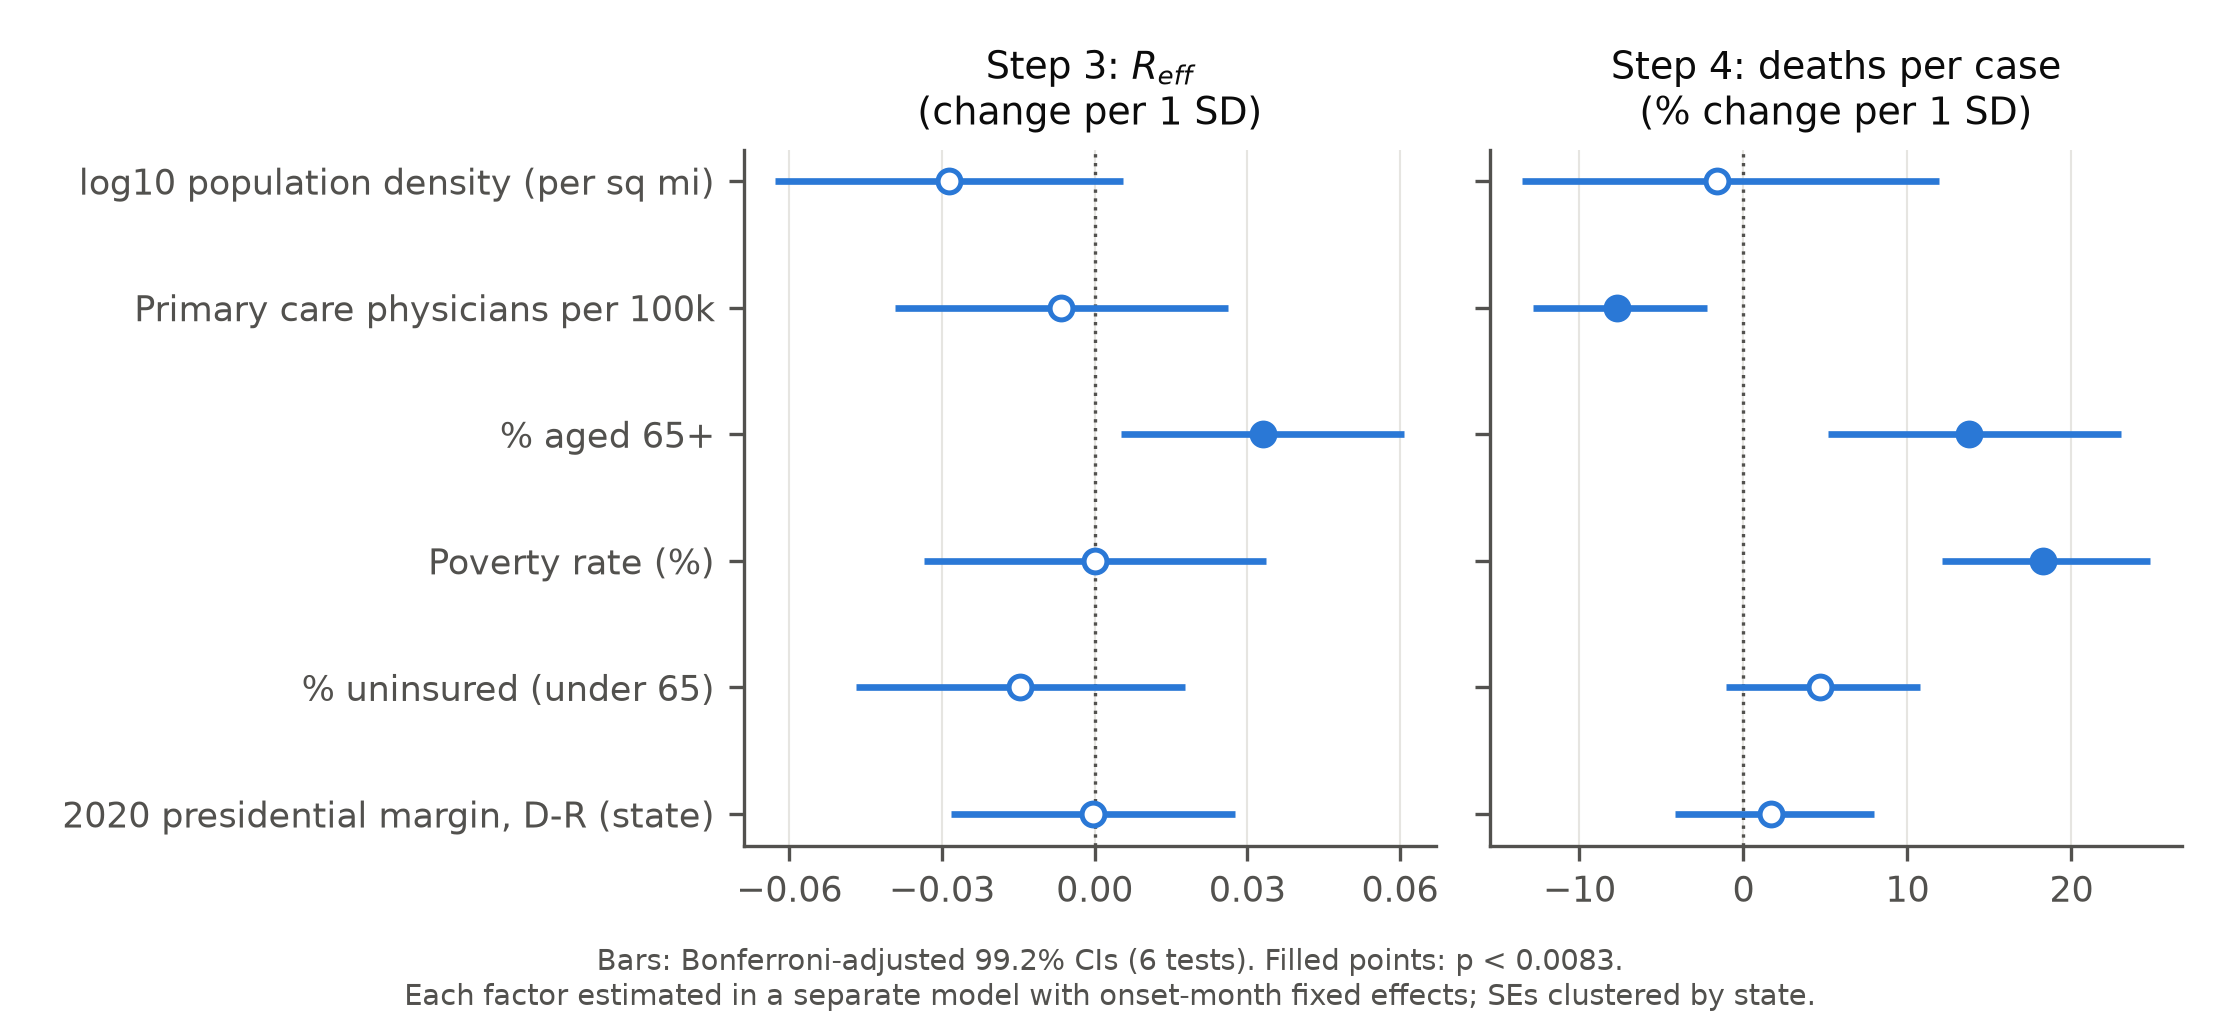 Step 3: R_eff
(change per 1 SD)
Step 4: deaths per case
(% change per 1 SD)
log10 population density (per sq mi)
Primary care physicians per 100k
% aged 65+
Poverty rate (%)
% uninsured (under 65)
2020 presidential margin, D-R (state)
−0.06 −0.03 0.00 0.03 0.06
−10 0 10 20
Bars: Bonferroni-adjusted 99.2% CIs (6 tests). Filled points: p < 0.0083.
Each factor estimated in a separate model with onset-month fixed effects; SEs clustered by state.